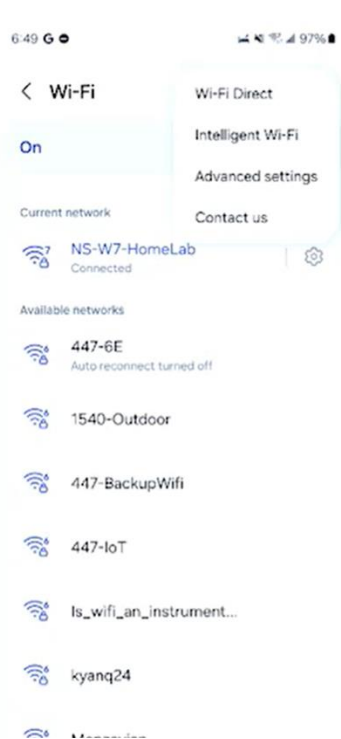 6:49 G
97%
Wi-Fi
Wi-Fi Direct
Intelligent Wi-Fi
Advanced settings
Contact us
On
Current network
NS-W7-HomeLab
Connected
Available networks
447-6E
Auto reconnect turned off
1540-Outdoor
447-BackupWifi
447-IoT
Is_wifi_an_instrument...
kyanq24